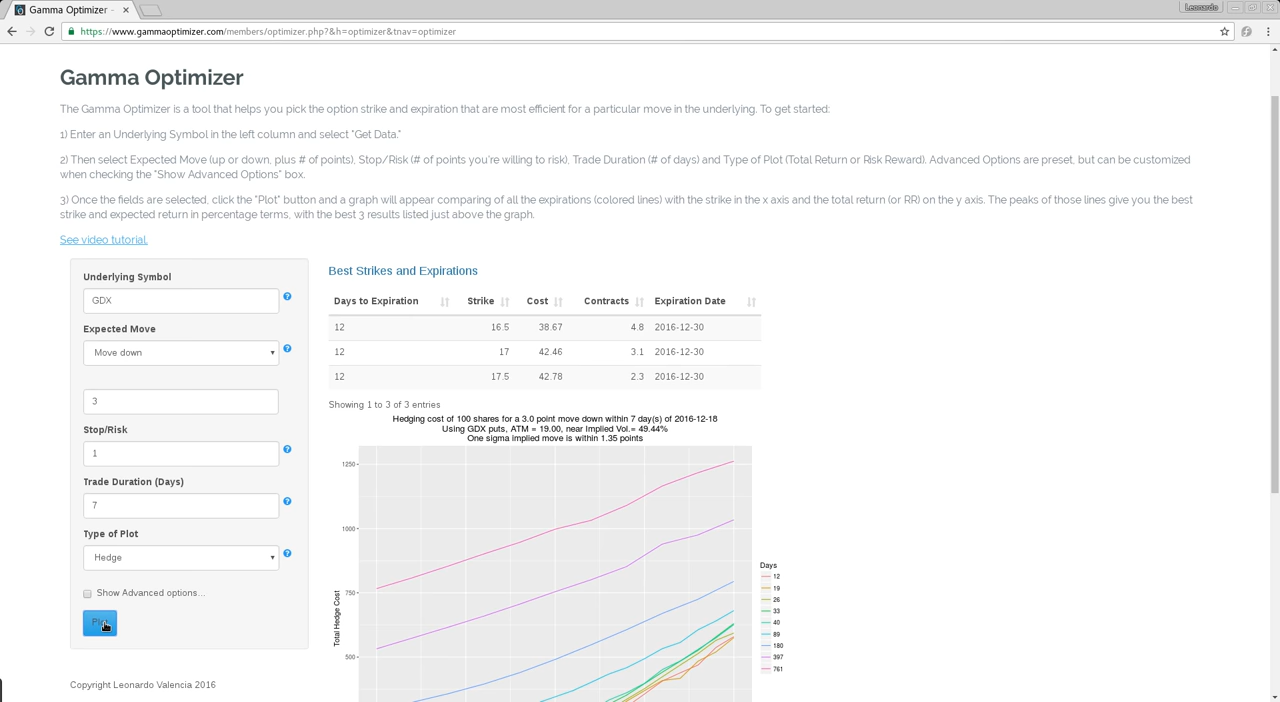 Gamma Optimizer -
Leonardo
https://www.gammaoptimizer.com/members/optimizer.php?&h=optimizer&tnav=optimizer
Gamma Optimizer
The Gamma Optimizer is a tool that helps you pick the option strike and expiration that are most efficient for a particular move in the underlying. To get started:
1) Enter an Underlying Symbol in the left column and select "Get Data."
2) Then select Expected Move (up or down, plus # of points), Stop/Risk (# of points you're willing to risk), Trade Duration (# of days) and Type of Plot (Total Return or Risk Reward). Advanced Options are preset, but can be customized
when checking the "Show Advanced Options" box.
3) Once the fields are selected, click the "Plot" button and a graph will appear comparing of all the expirations (colored lines) with the strike in the x axis and the total return (or RR) on the y axis. The peaks of those lines give you the best
strike and expected return in percentage terms, with the best 3 results listed just above the graph.
See video tutorial.
Underlying Symbol
GDX
Expected Move
Move down
3
Stop/Risk
1
Trade Duration (Days)
7
Type of Plot
Hedge
Show Advanced options...
Copyright Leonardo Valencia 2016
Best Strikes and Expirations
Days to Expiration Strike Cost Contracts Expiration Date
12 16.5 38.67 4.8 2016-12-30
12 17 42.46 3.1 2016-12-30
12 17.5 42.78 2.3 2016-12-30
Showing 1 to 3 of 3 entries
Hedging cost of 100 shares for a 3.0 point move down within 7 day(s) of 2016-12-18
Using GDX puts, ATM = 19.00, near Implied Vol.= 49.44%
One sigma implied move is within 1.35 points
1250
1000
750
500
Total Hedge Cost
Days
12
19
26
33
40
89
180
397
761